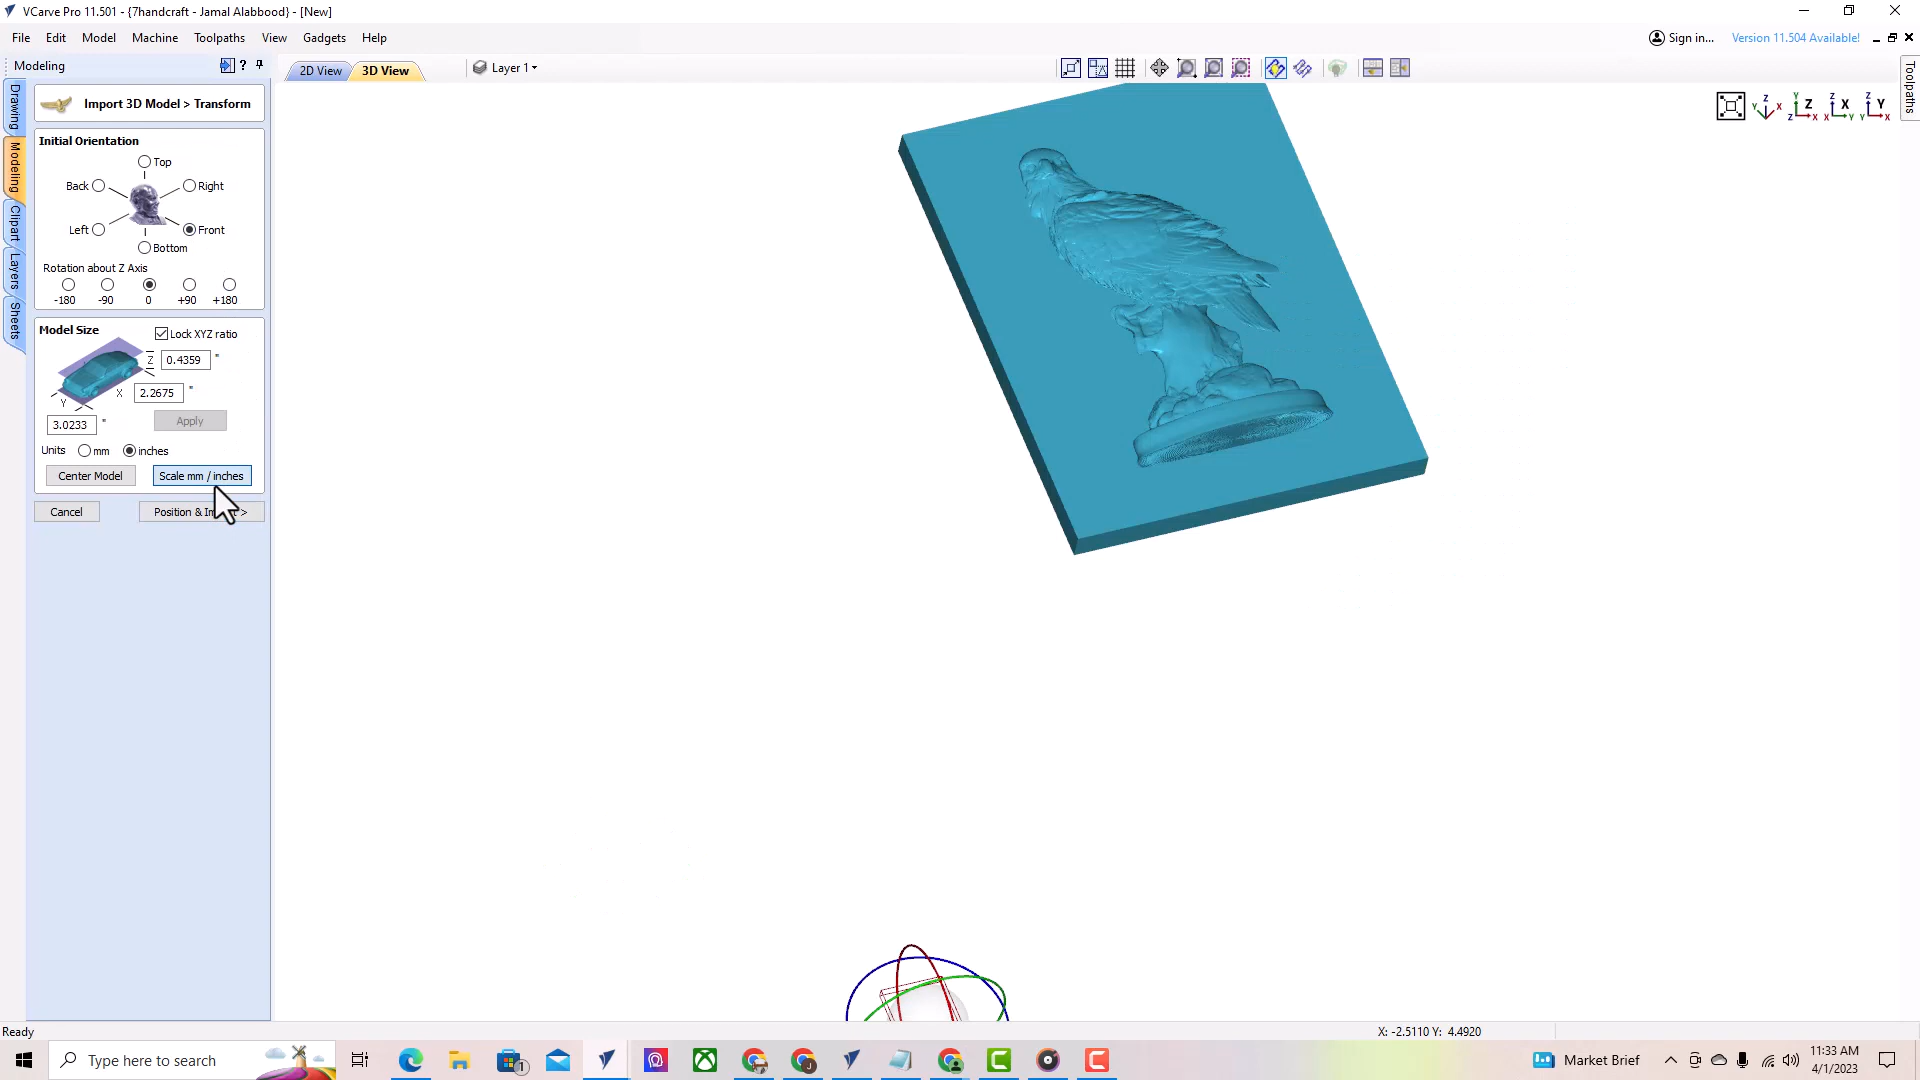 VCarve Pro 11.501 - {7handcraft - Jamal Alabbood} - [New]
File Edit Model Machine Toolpaths View Gadgets Help
Sign in... Version 11.504 Available!
Modeling ?
2D View 3D View Layer 1
Toolpaths
Drawing
Modeling
Clipart
Layers
Sheets
Import 3D Model > Transform
Initial Orientation
Top
Back Right
Left Front
Bottom
Rotation about Z Axis
-180 -90 0 +90 +180
Model Size Lock XYZ ratio
Z 0.4359 "
X 2.2675 "
Y
3.0233 " Apply
Units mm inches
Center Model Scale mm / inches
Cancel Position & >
Z Y X
Y Z Z X
Z X X Y
Z Y Y X
Ready
X: -2.5110 Y: 4.4920
Type here to search
1
J
Market Brief
11:33 AM
4/1/2023